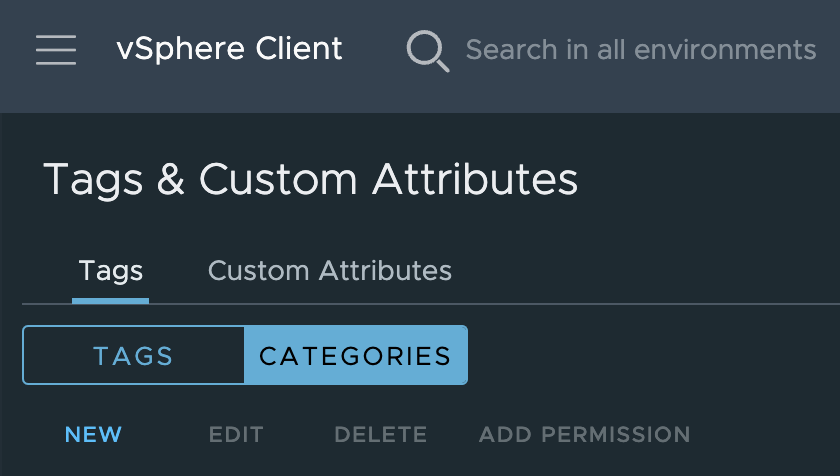 vSphere Client Search in all environments
Tags & Custom Attributes
Tags Custom Attributes
TAGS CATEGORIES
NEW EDIT DELETE ADD PERMISSION